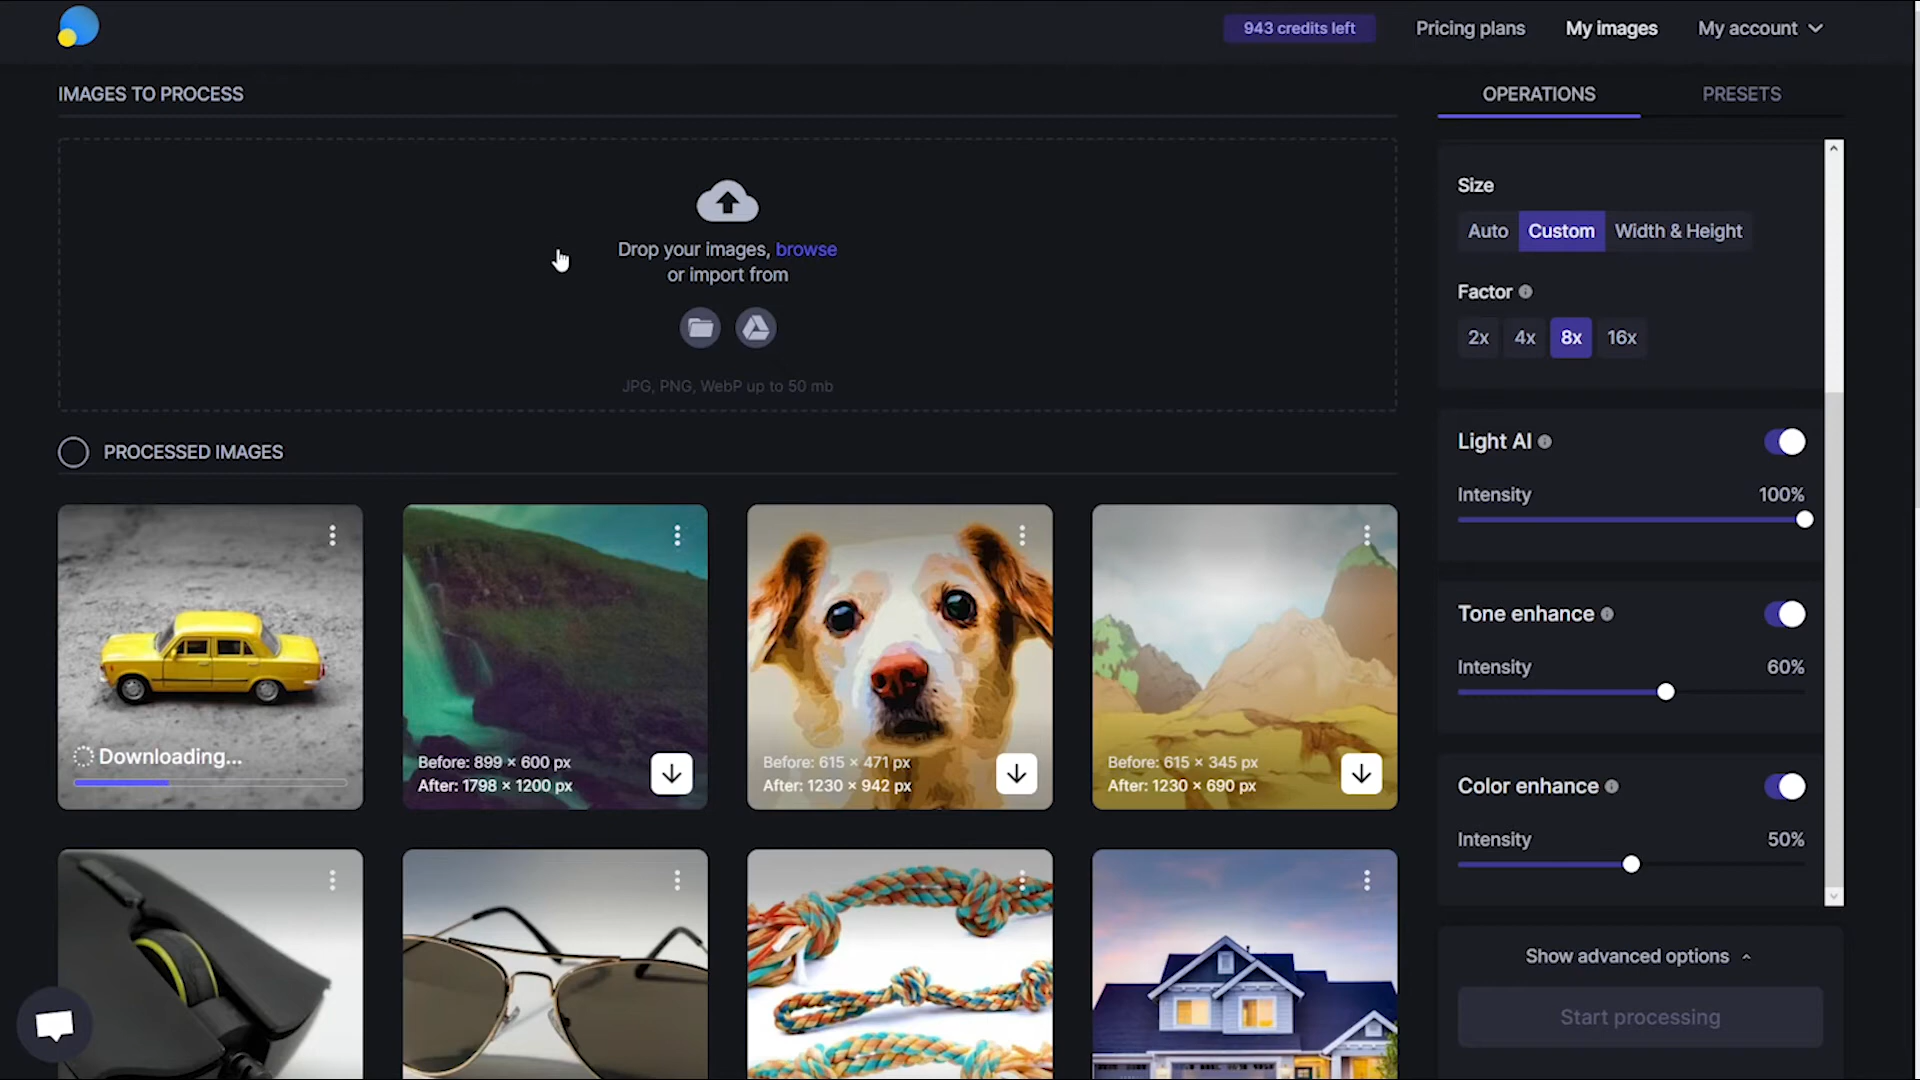 943 credits left
Pricing plans
My images
My account
IMAGES TO PROCESS
OPERATIONS
PRESETS
Drop your images, browse
or import from
JPG, PNG, WebP up to 50 mb
Size
Auto
Custom
Width & Height
Factor
2x
4x
8x
16x
Light AI
Intensity
100%
Tone enhance
Intensity
60%
Color enhance
Intensity
50%
Show advanced options
Start processing
PROCESSED IMAGES
Downloading...
Before: 899 × 600 px
After: 1798 × 1200 px
Before: 615 × 471 px
After: 1230 × 942 px
Before: 615 × 345 px
After: 1230 × 690 px